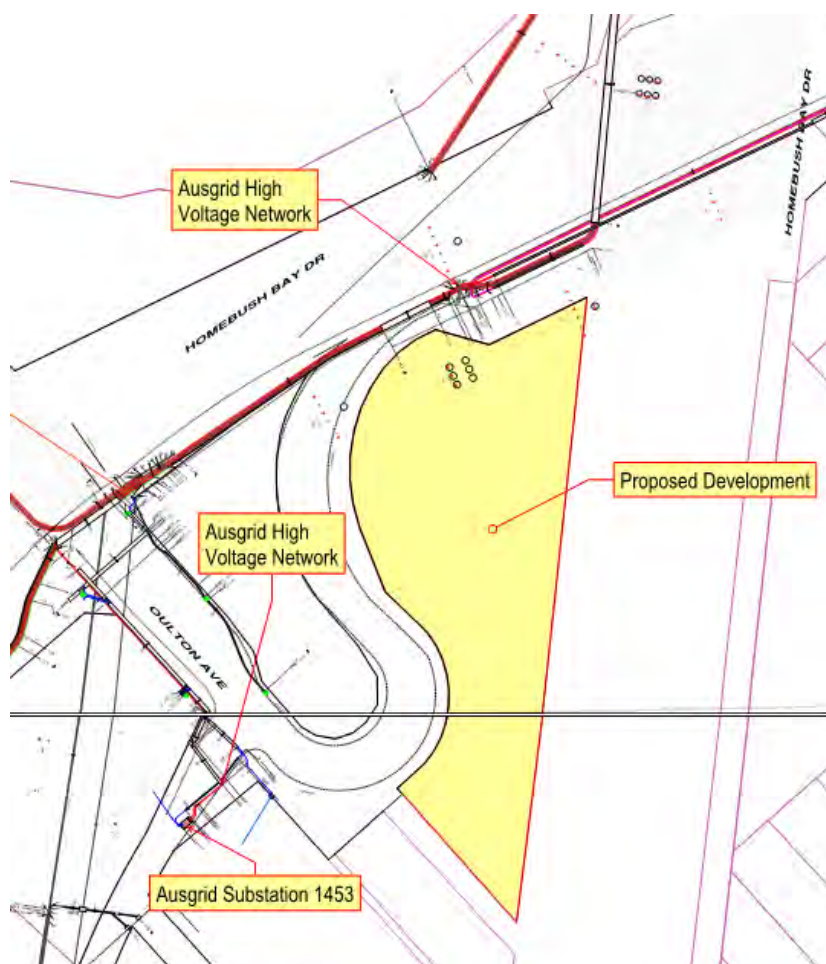 HOMEBUSH BAY DR
Ausgrid High
Voltage Network
HOMEBUSH BAY DR
Proposed Development
Ausgrid High
Voltage Network
OULTON AVE
Ausgrid Substation 1453